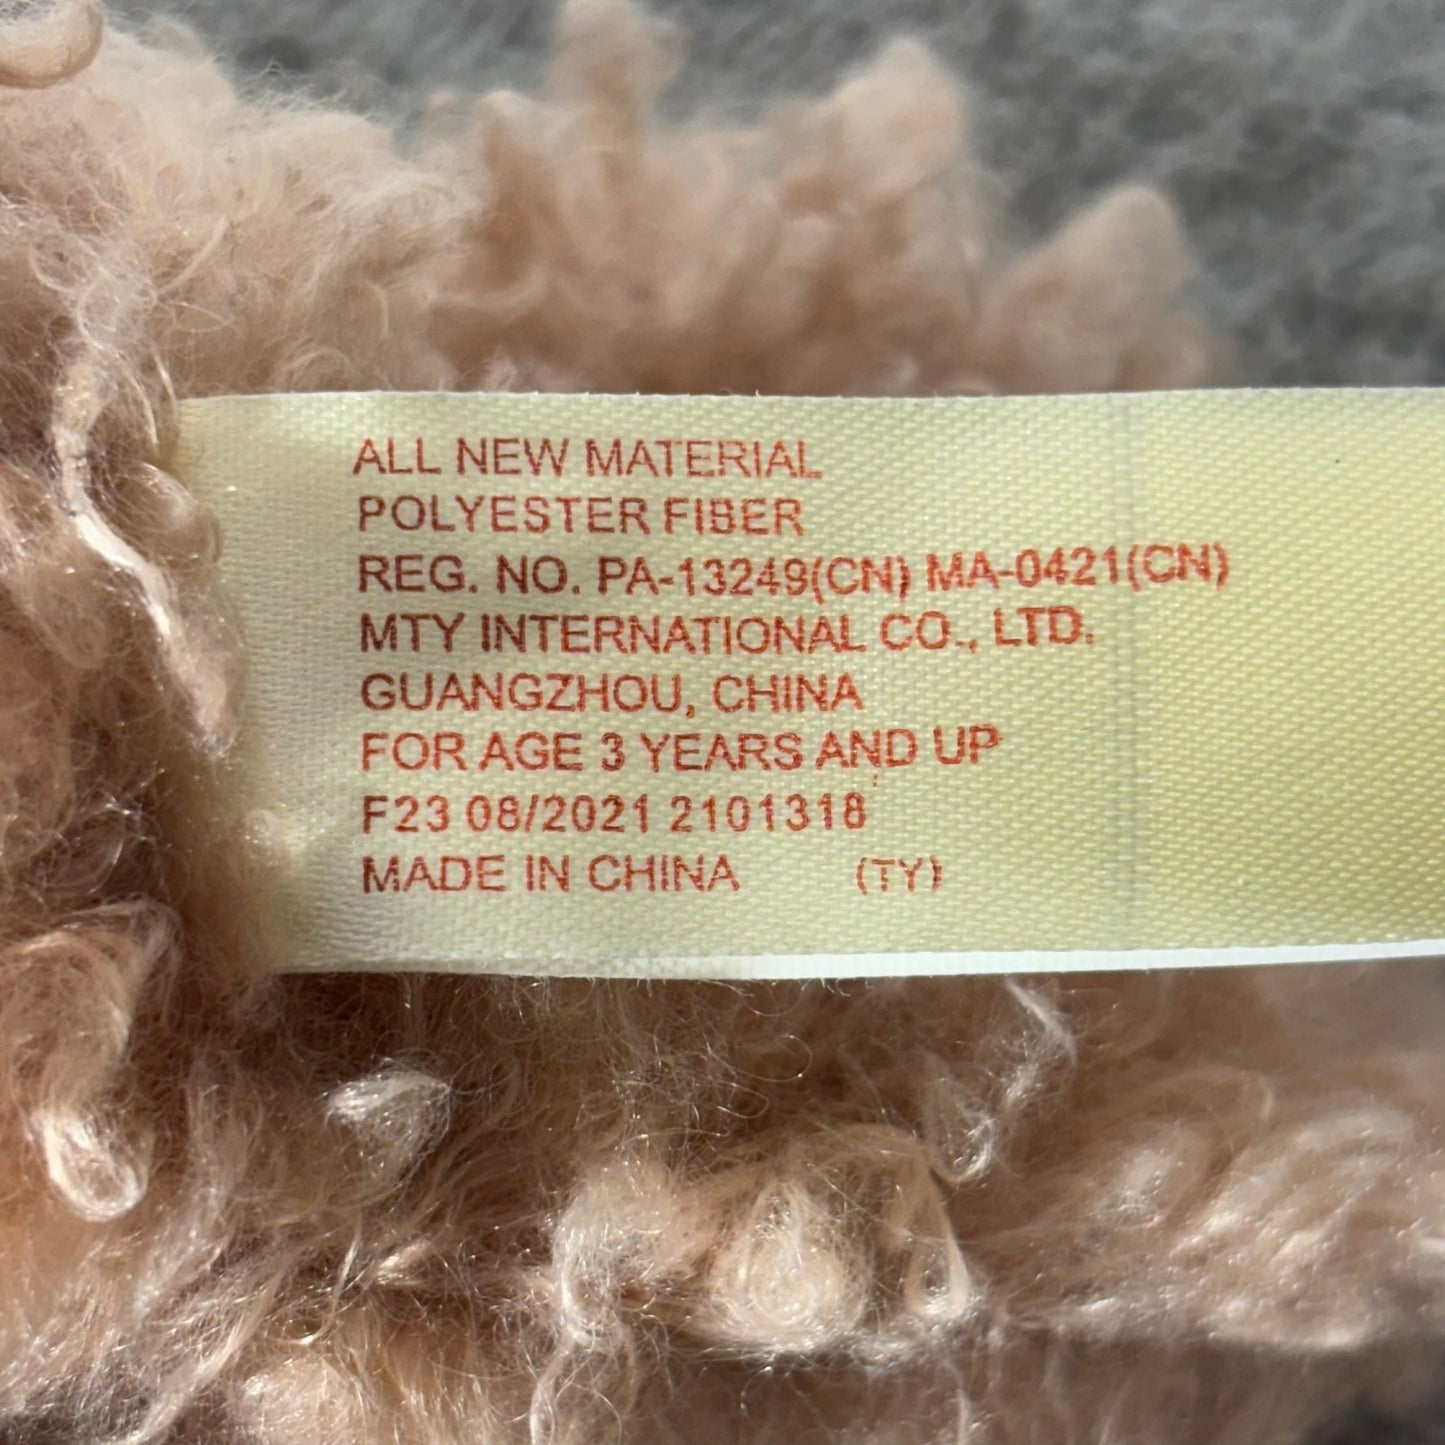 ALL NEW MATERIAL
POLYESTER FIBER
REG. NO. PA-13249(CN) MA-0421(CN)
MTY INTERNATIONAL CO., LTD.
GUANGZHOU, CHINA
FOR AGE 3 YEARS AND UP
F23 08/2021 2101318
MADE IN CHINA (TY)